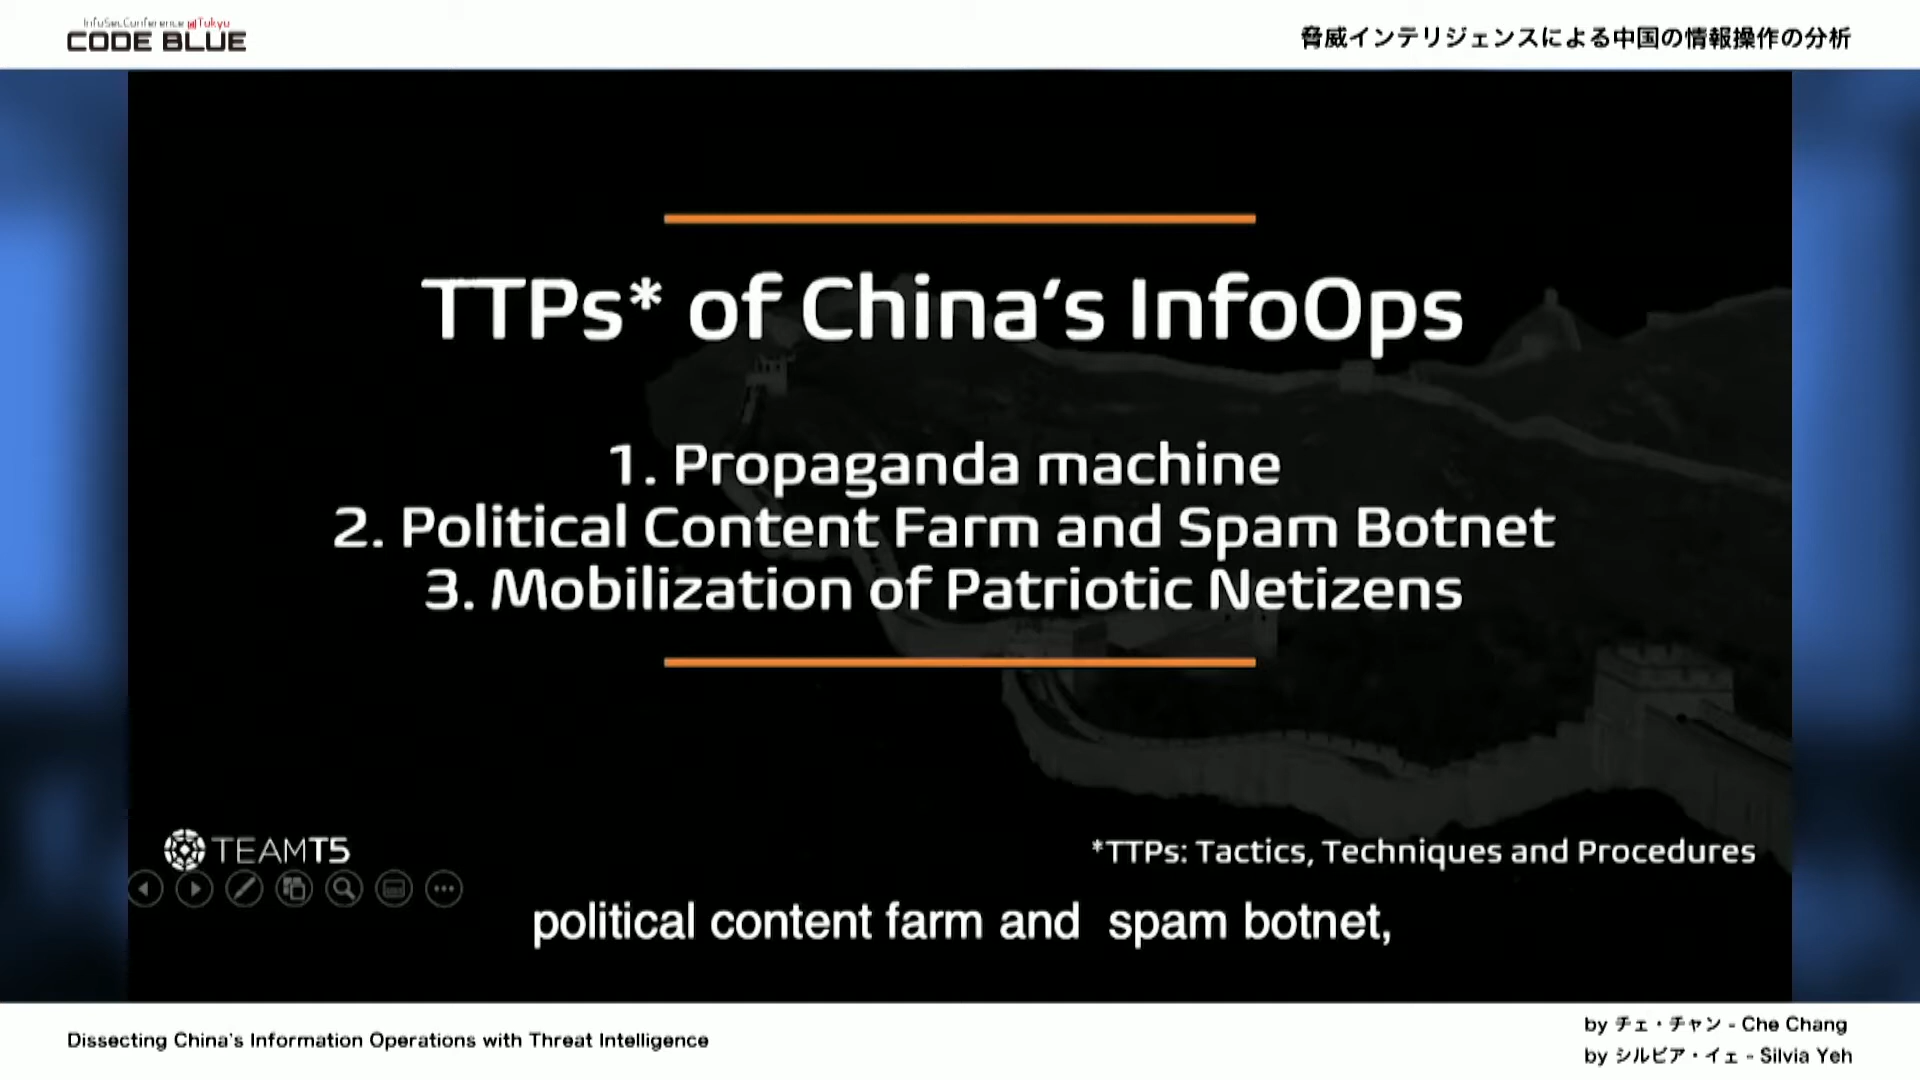 InfoSecConference @Tokyo
CODE BLUE
脅威インテリジェンスによる中国の情報操作の分析
TTPs* of China's InfoOps
1. Propaganda machine
2. Political Content Farm and Spam Botnet
3. Mobilization of Patriotic Netizens
TEAMT5
*TTPs: Tactics, Techniques and Procedures
political content farm and spam botnet,
Dissecting China's Information Operations with Threat Intelligence
by チェ・チャン - Che Chang
by シルビア・イェ - Silvia Yeh